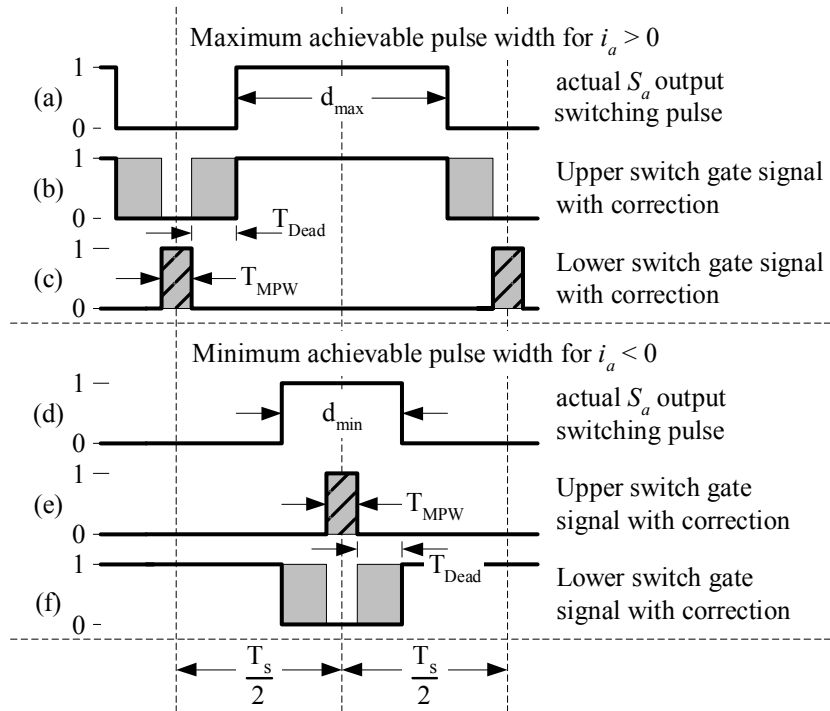 Maximum achievable pulse width for i_a > 0
(a)
1
0
d_max
actual S_a output
switching pulse
(b)
1
0
Upper switch gate signal
with correction
T_Dead
(c)
1
0
T_MPW
Lower switch gate signal
with correction
Minimum achievable pulse width for i_a < 0
(d)
1
0
d_min
actual S_a output
switching pulse
(e)
1
0
T_MPW
Upper switch gate
signal with correction
T_Dead
(f)
1
0
Lower switch gate
signal with correction
T_s
2
T_s
2